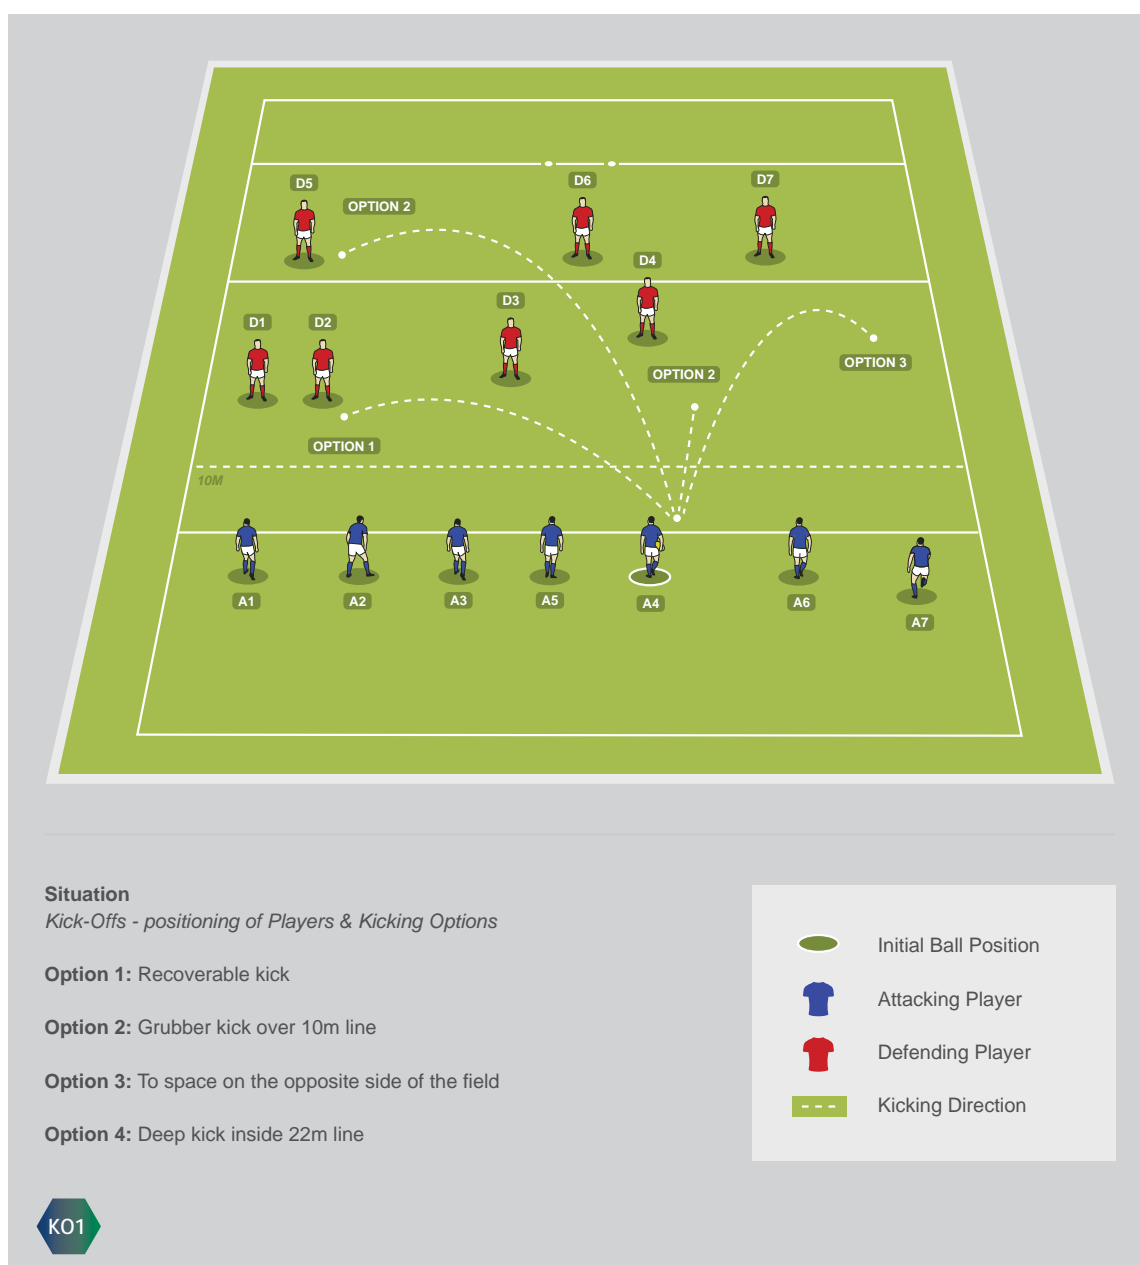 D5
D6
D7
OPTION 2
D4
D3
D1
D2
OPTION 3
OPTION 2
OPTION 1
10M
A1
A2
A3
A5
A4
A6
A7
Situation
Kick-Offs - positioning of Players & Kicking Options
Option 1: Recoverable kick
Option 2: Grubber kick over 10m line
Option 3: To space on the opposite side of the field
Option 4: Deep kick inside 22m line
Initial Ball Position
Attacking Player
Defending Player
Kicking Direction
KO1